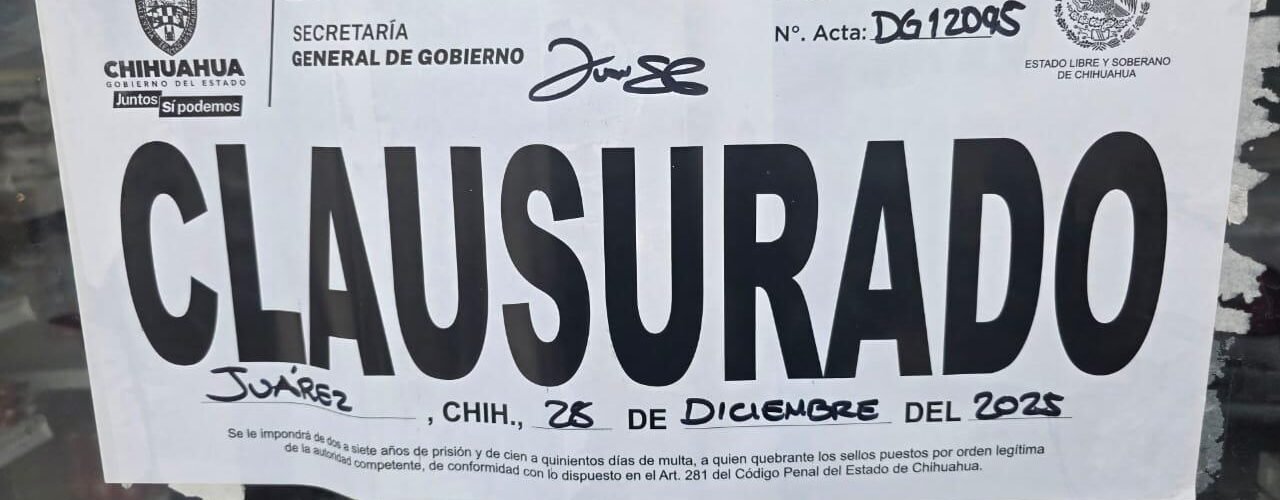 CHIHUAHUA
GOBIERNO DEL ESTADO
Juntos Sí podemos
SECRETARÍA
GENERAL DE GOBIERNO
N°. Acta: DG12095
ESTADO LIBRE Y SOBERANO
DE CHIHUAHUA
CLAUSURADO
JUÁREZ, CHIH., 28 DE DICIEMBRE DEL 2025
Se le impondrá de dos a siete años de prisión y de cien a quinientos días de multa, a quien quebrante los sellos puestos por orden legítima
de la autoridad competente, de conformidad con lo dispuesto en el Art. 281 del Código Penal del Estado de Chihuahua.